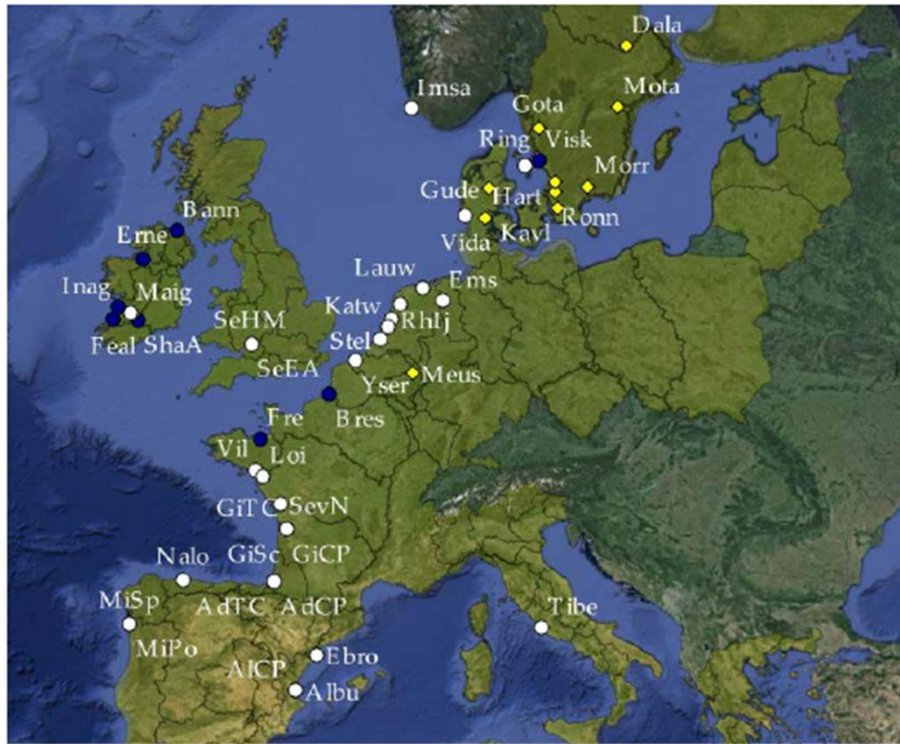 Dala
Imsa
Mota
Gota
Ring Visk
Morr
Gude Hart
Bann
Ronn
Erne
Vida Kavl
Lauw Ems
Inag Maig
Katw
SeHM RhIj
Stel
Feal ShaA
SeEA Yser Meus
Fre Bres
Vil Loi
GiTC SevN
Nalo GiSc GiCP
MiSp AdTC AdCP Tibe
MiPo
AlCP Ebro
Albu